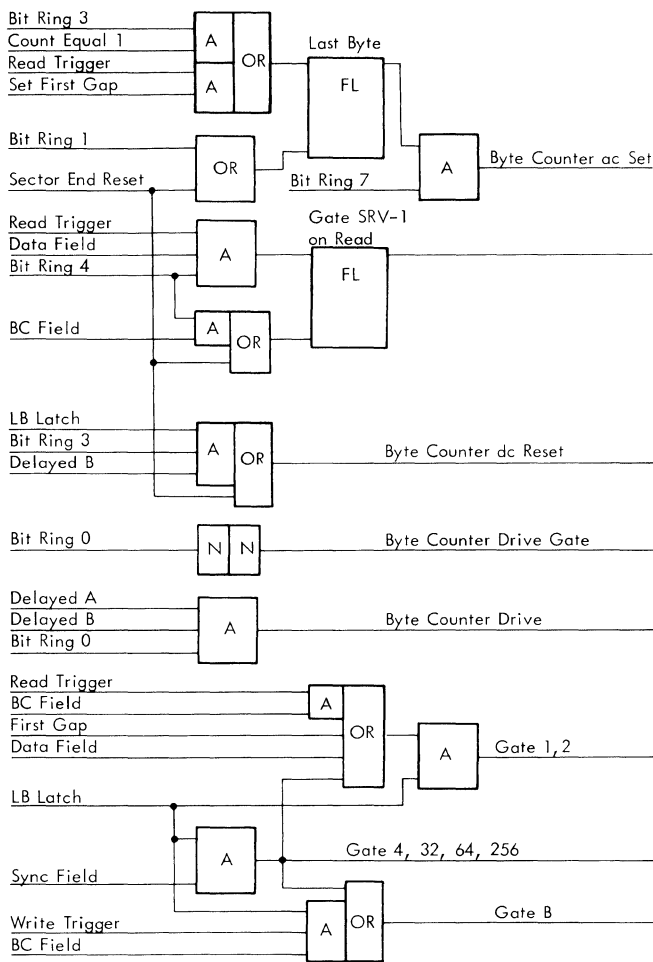 Bit Ring 3
Count Equal 1
Read Trigger
Set First Gap
A
A
OR
Last Byte
FL
Bit Ring 1
Sector End Reset
OR
Bit Ring 7
A
Byte Counter ac Set
Read Trigger
Data Field
Bit Ring 4
A
Gate SRV-1
on Read
FL
BC Field
A
OR
LB Latch
Bit Ring 3
Delayed B
A
OR
Byte Counter dc Reset
Bit Ring 0
N
N
Byte Counter Drive Gate
Delayed A
Delayed B
Bit Ring 0
A
Byte Counter Drive
Read Trigger
BC Field
First Gap
Data Field
A
OR
A
Gate 1,2
LB Latch
Sync Field
A
Gate 4, 32, 64, 256
Write Trigger
BC Field
A
OR
Gate B